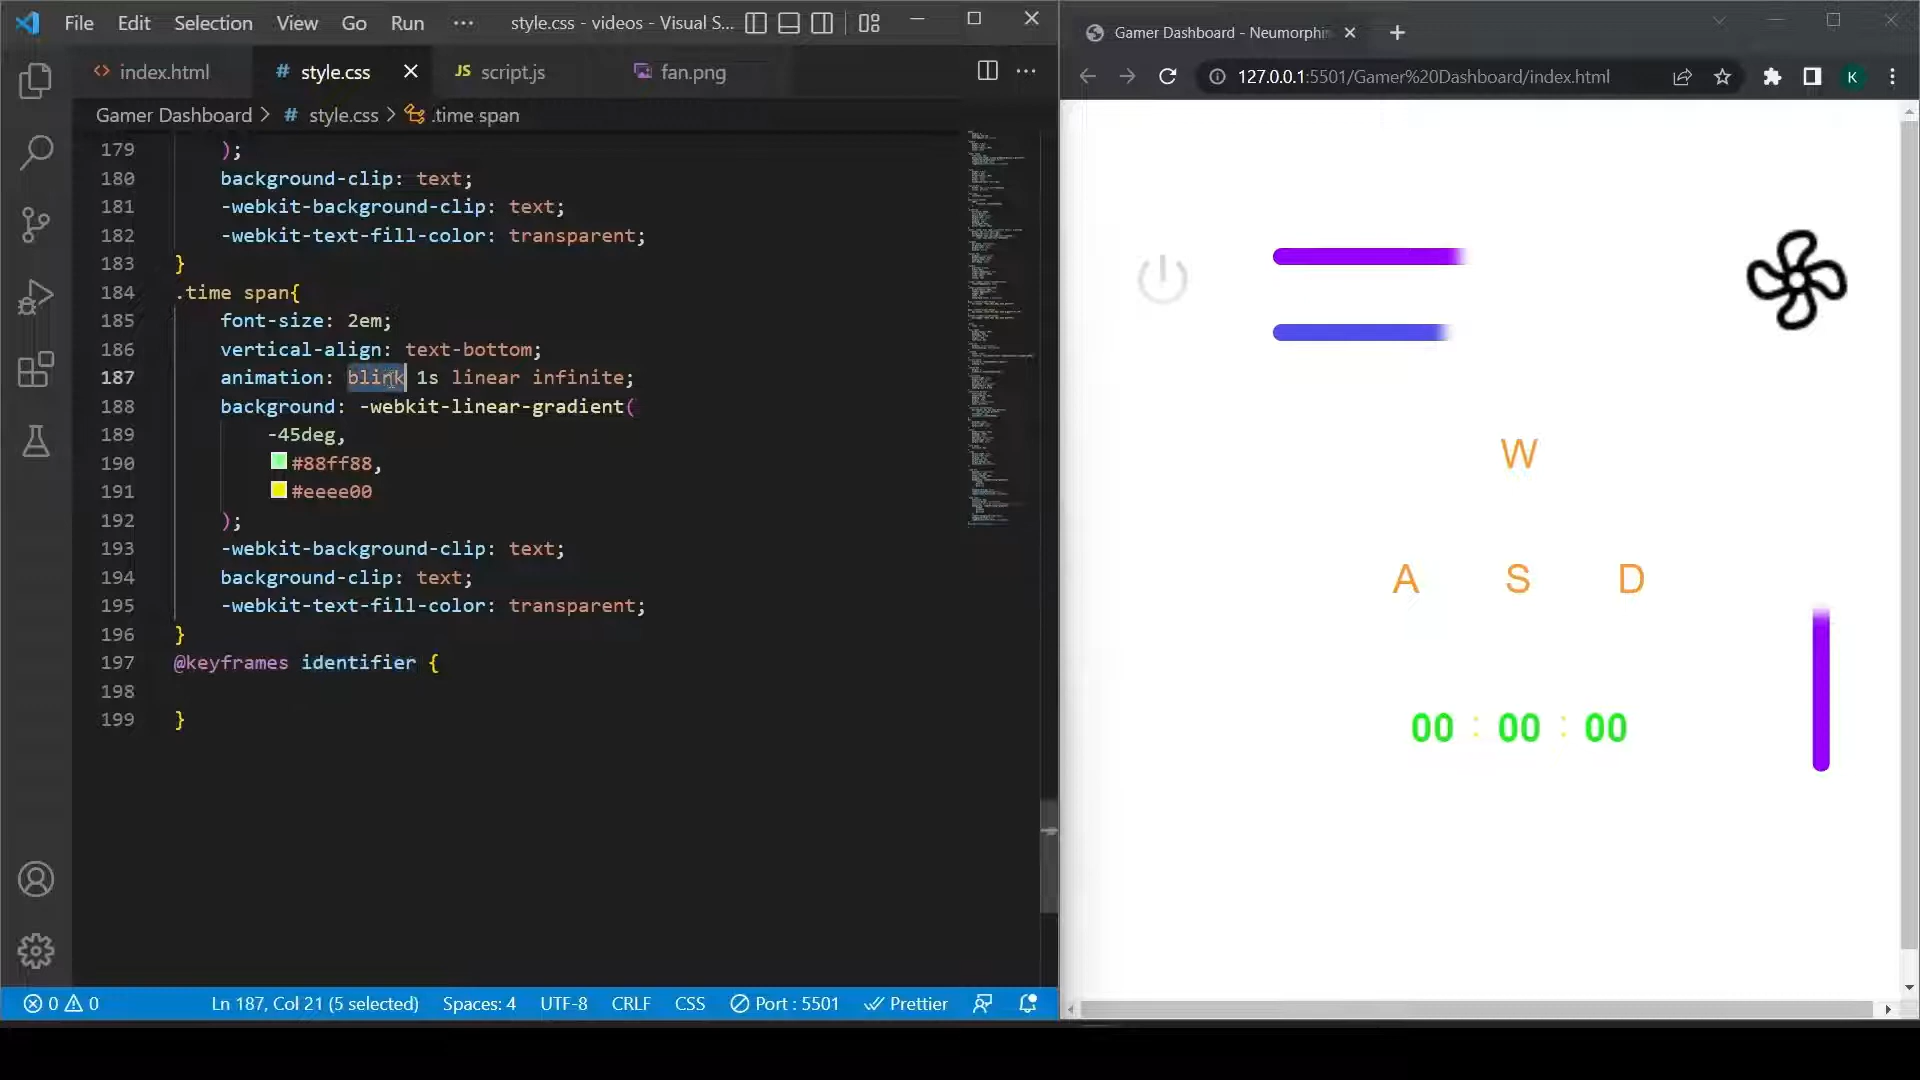 File Edit Selection View Go Run ··· style.css - videos - Visual S...
index.html # style.css JS script.js fan.png
Gamer Dashboard > # style.css > .time span
179 );
180 background-clip: text;
181 -webkit-background-clip: text;
182 -webkit-text-fill-color: transparent;
183 }
184 .time span{
185 font-size: 2em;
186 vertical-align: text-bottom;
187 animation: blink 1s linear infinite;
188 background: -webkit-linear-gradient(
189 -45deg,
190 #88ff88,
191 #eeee00
192 );
193 -webkit-background-clip: text;
194 background-clip: text;
195 -webkit-text-fill-color: transparent;
196 }
197 @keyframes identifier {
198
199 }
0 0 Ln 187, Col 21 (5 selected) Spaces: 4 UTF-8 CRLF CSS Port : 5501 Prettier
Gamer Dashboard - Neumorphi
127.0.0.1:5501/Gamer%20Dashboard/index.html K
W
A S D
00 : 00 : 00